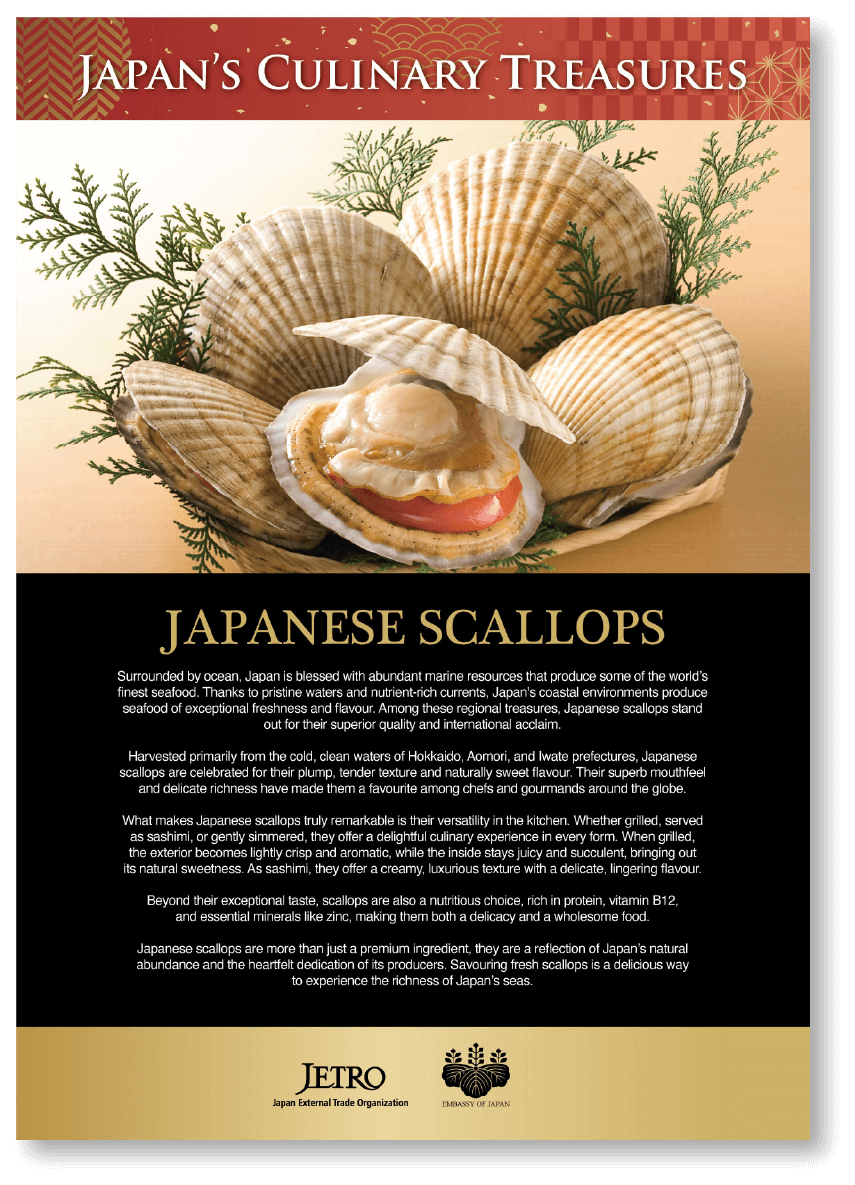 JAPAN'S CULINARY TREASURES
JAPANESE SCALLOPS
Surrounded by ocean, Japan is blessed with abundant marine resources that produce some of the world's
finest seafood. Thanks to pristine waters and nutrient-rich currents, Japan's coastal environments produce
seafood of exceptional freshness and flavour. Among these regional treasures, Japanese scallops stand
out for their superior quality and international acclaim.
Harvested primarily from the cold, clean waters of Hokkaido, Aomori, and Iwate prefectures, Japanese
scallops are celebrated for their plump, tender texture and naturally sweet flavour. Their superb mouthfeel
and delicate richness have made them a favourite among chefs and gourmands around the globe.
What makes Japanese scallops truly remarkable is their versatility in the kitchen. Whether grilled, served
as sashimi, or gently simmered, they offer a delightful culinary experience in every form. When grilled,
the exterior becomes lightly crisp and aromatic, while the inside stays juicy and succulent, bringing out
its natural sweetness. As sashimi, they offer a creamy, luxurious texture with a delicate, lingering flavour.
Beyond their exceptional taste, scallops are also a nutritious choice, rich in protein, vitamin B12,
and essential minerals like zinc, making them both a delicacy and a wholesome food.
Japanese scallops are more than just a premium ingredient, they are a reflection of Japan's natural
abundance and the heartfelt dedication of its producers. Savouring fresh scallops is a delicious way
to experience the richness of Japan's seas.
JETRO
Japan External Trade Organization
EMBASSY OF JAPAN